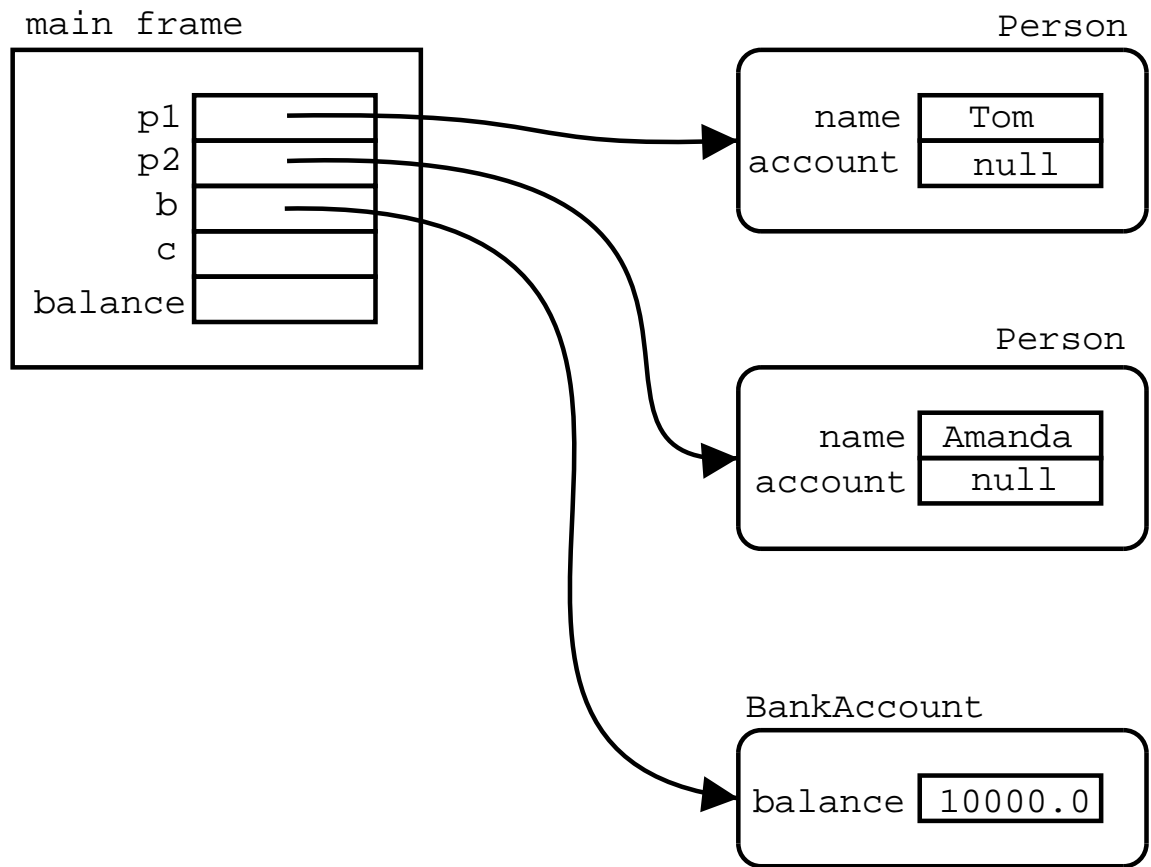 main frame
p1
p2
b
c
balance
Person
name Tom
account null
Person
name Amanda
account null
BankAccount
balance 10000.0